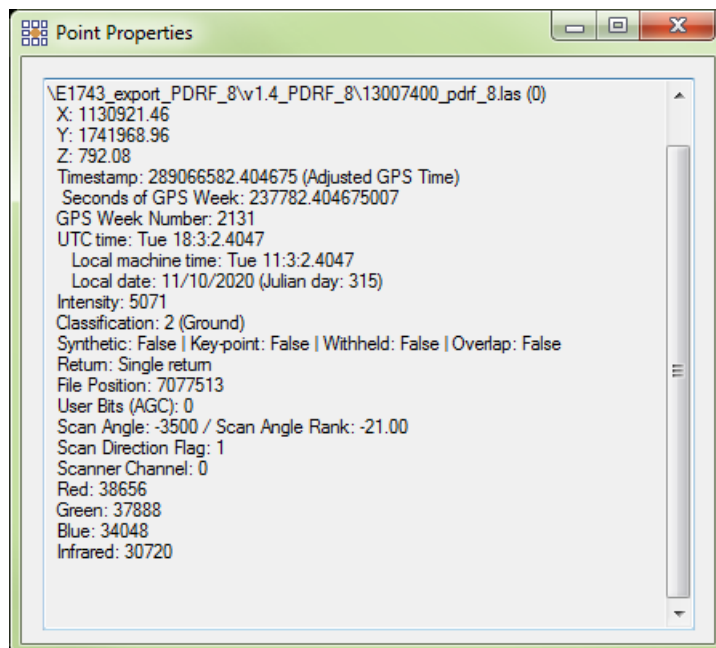 Point Properties
\E1743_export_PDRF_8\v1.4_PDRF_8\13007400_pdrf_8.las (0)
X: 1130921.46
Y: 1741968.96
Z: 792.08
Timestamp: 289066582.404675 (Adjusted GPS Time)
Seconds of GPS Week: 237782.404675007
GPS Week Number: 2131
UTC time: Tue 18:3:2.4047
Local machine time: Tue 11:3:2.4047
Local date: 11/10/2020 (Julian day: 315)
Intensity: 5071
Classification: 2 (Ground)
Synthetic: False | Key-point: False | Withheld: False | Overlap: False
Return: Single return
File Position: 7077513
User Bits (AGC): 0
Scan Angle: -3500 / Scan Angle Rank: -21.00
Scan Direction Flag: 1
Scanner Channel: 0
Red: 38656
Green: 37888
Blue: 34048
Infrared: 30720